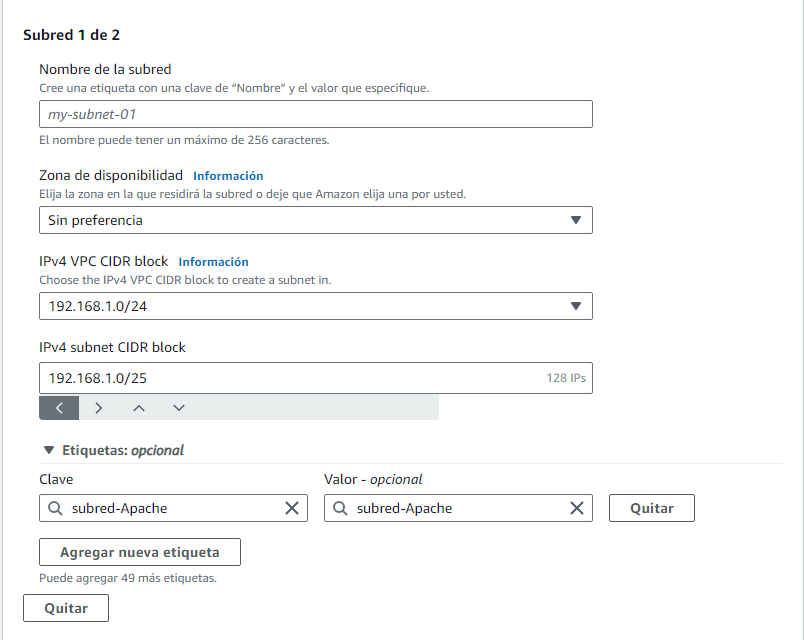 Subred 1 de 2
Nombre de la subred
Cree una etiqueta con una clave de “Nombre” y el valor que especifique.
my-subnet-01
El nombre puede tener un máximo de 256 caracteres.
Zona de disponibilidad Información
Elija la zona en la que residirá la subred o deje que Amazon elija una por usted.
Sin preferencia
IPv4 VPC CIDR block Información
Choose the IPv4 VPC CIDR block to create a subnet in.
192.168.1.0/24
IPv4 subnet CIDR block
192.168.1.0/25 128 IPs
Etiquetas: opcional
Clave Valor - opcional
subred-Apache subred-Apache Quitar
Agregar nueva etiqueta
Puede agregar 49 más etiquetas.
Quitar